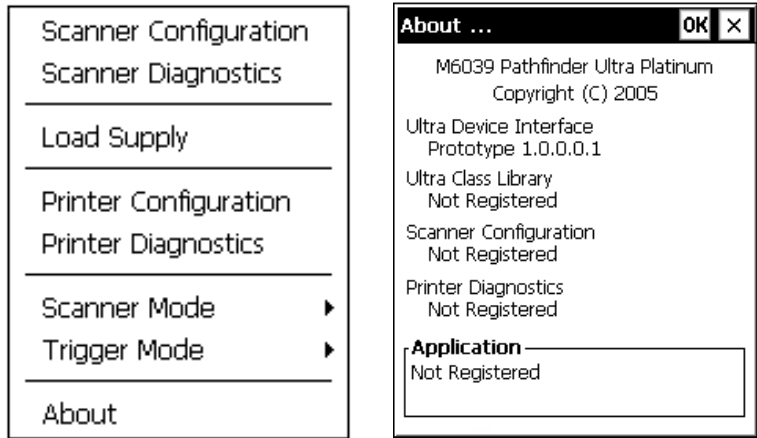 Scanner Configuration
Scanner Diagnostics
Load Supply
Printer Configuration
Printer Diagnostics
Scanner Mode
Trigger Mode
About
About ...
OK
M6039 Pathfinder Ultra Platinum
Copyright (C) 2005
Ultra Device Interface
Prototype 1.0.0.0.1
Ultra Class Library
Not Registered
Scanner Configuration
Not Registered
Printer Diagnostics
Not Registered
Application
Not Registered